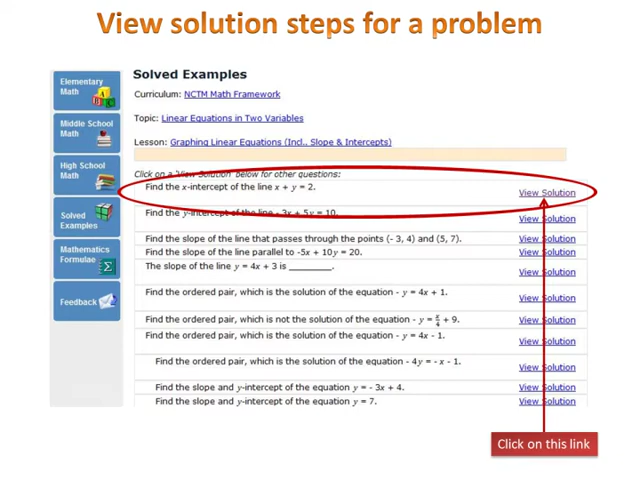 View solution steps for a problem
Elementary
Math
Middle School
Math
High School
Math
Solved
Examples
Mathematics
Formulae
Feedback
Solved Examples
Curriculum: NCTM Math Framework
Topic: Linear Equations in Two Variables
Lesson: Graphing Linear Equations (Incl.. Slope & Intercepts)
Click on a 'View Solution' below for other questions:
Find the x-intercept of the line x + y = 2. View Solution
Find the y-intercept of the line - 3x + 5y = 10. View Solution
Find the slope of the line that passes through the points (- 3, 4) and (5, 7). View Solution
Find the slope of the line parallel to -5x + 10y = 20. View Solution
The slope of the line y = 4x + 3 is ________. View Solution
Find the ordered pair, which is the solution of the equation - y = 4x + 1. View Solution
Find the ordered pair, which is not the solution of the equation - y = x/4 + 9. View Solution
Find the ordered pair, which is the solution of the equation - y = 4x - 1. View Solution
Find the ordered pair, which is the solution of the equation - 4y = - x - 1. View Solution
Find the slope and y-intercept of the equation y = - 3x + 4. View Solution
Find the slope and y-intercept of the equation y = 7. View Solution
Click on this link